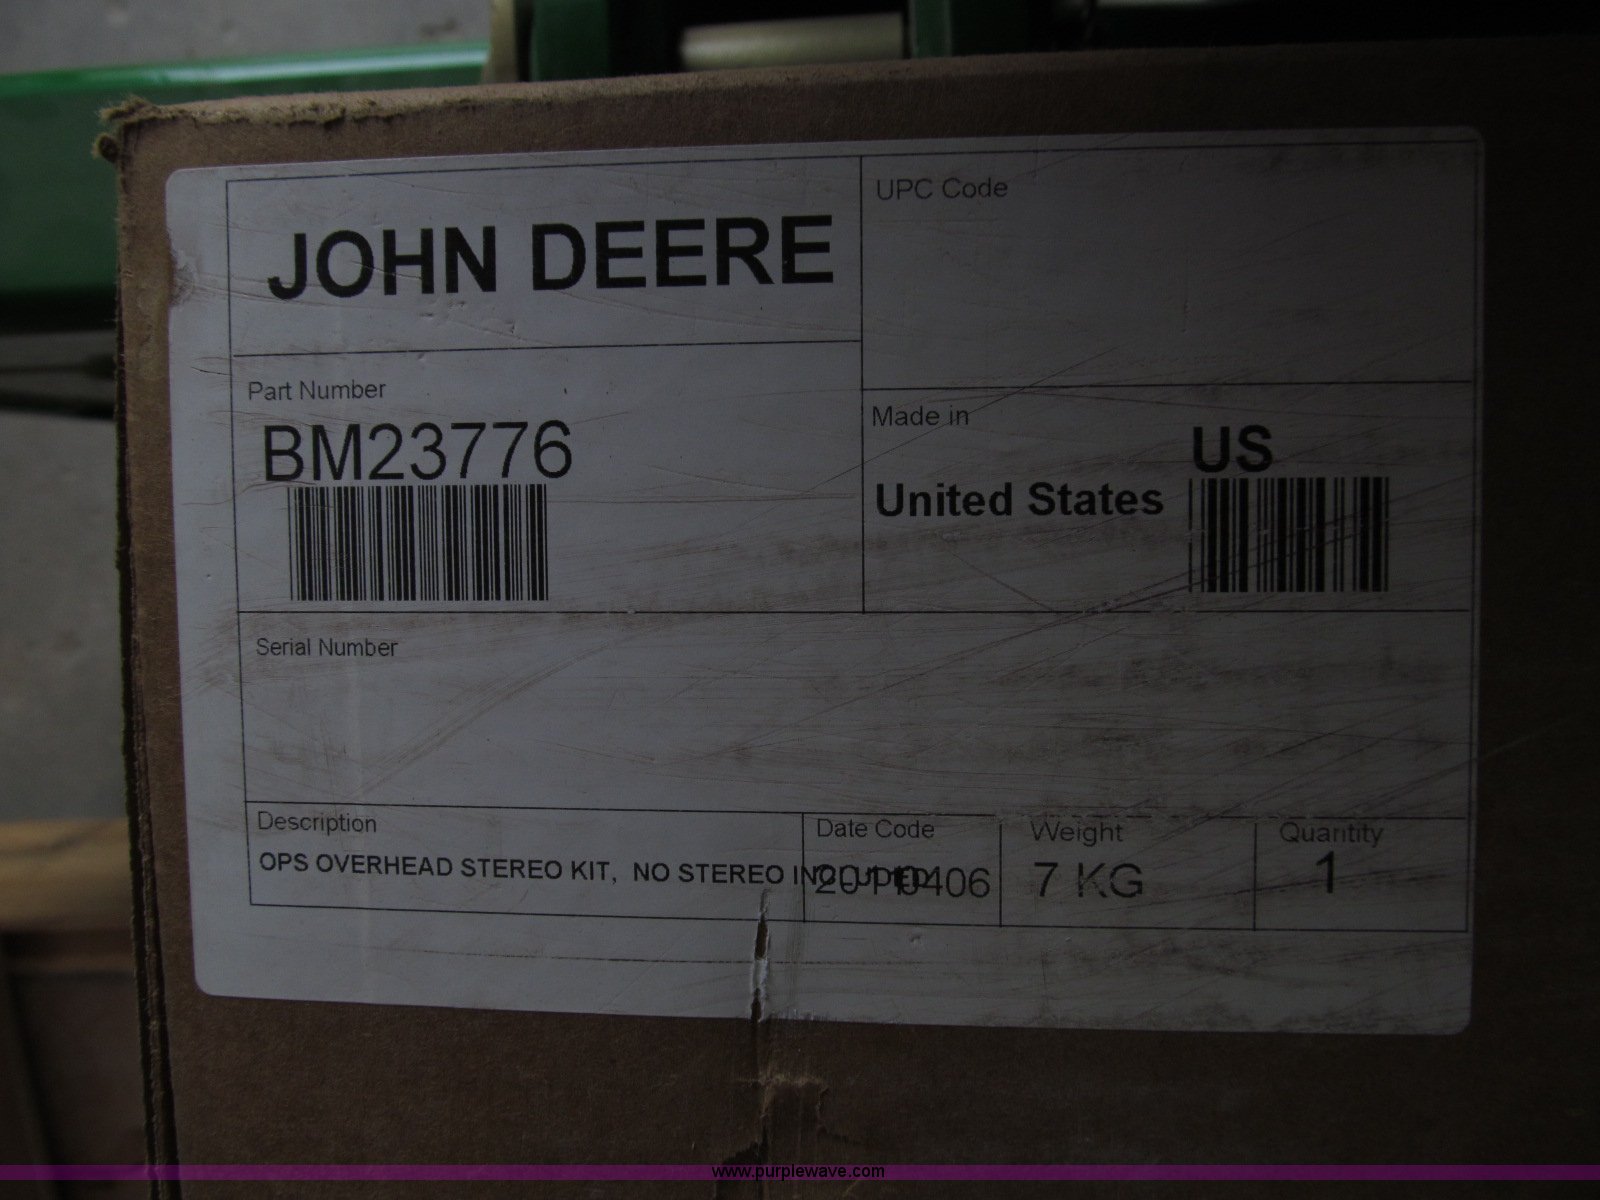 JOHN DEERE
UPC Code
Part Number
BM23776
Made in
United States
US
Serial Number
Description
OPS OVERHEAD STEREO KIT, NO STEREO INCLUDED
Date Code
20110406
Weight
7 KG
Quantity
1
www.purplewave.com